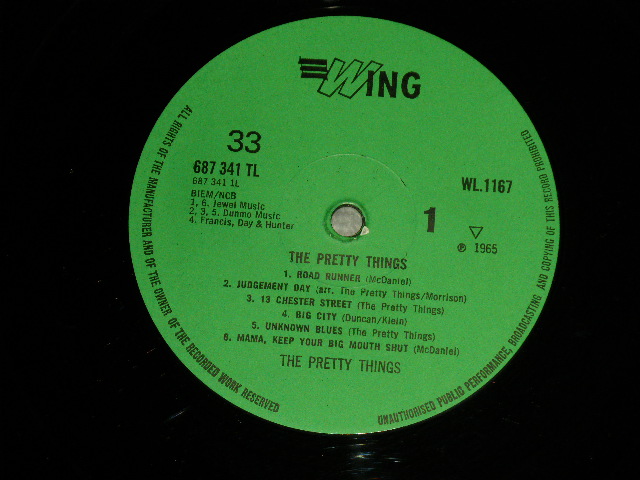 WING
33
687 341 TL
687 341 1L
BIEM/NCB
1, 6. Jewel Music
2, 3, 5. Dunmo Music
4. Francis, Day & Hunter
WL.1167
1
℗ 1965
THE PRETTY THINGS
1. ROAD RUNNER (McDaniel)
2. JUDGEMENT DAY (arr. The Pretty Things/Morrison)
3. 13 CHESTER STREET (The Pretty Things)
4. BIG CITY (Duncan/Klein)
5. UNKNOWN BLUES (The Pretty Things)
6. MAMA, KEEP YOUR BIG MOUTH SHUT (McDaniel)
THE PRETTY THINGS
ALL RIGHTS OF THE MANUFACTURER AND OF THE OWNER OF THE RECORDED WORK RESERVED
UNAUTHORISED PUBLIC PERFORMANCE, BROADCASTING AND COPYING OF THIS RECORD PROHIBITED